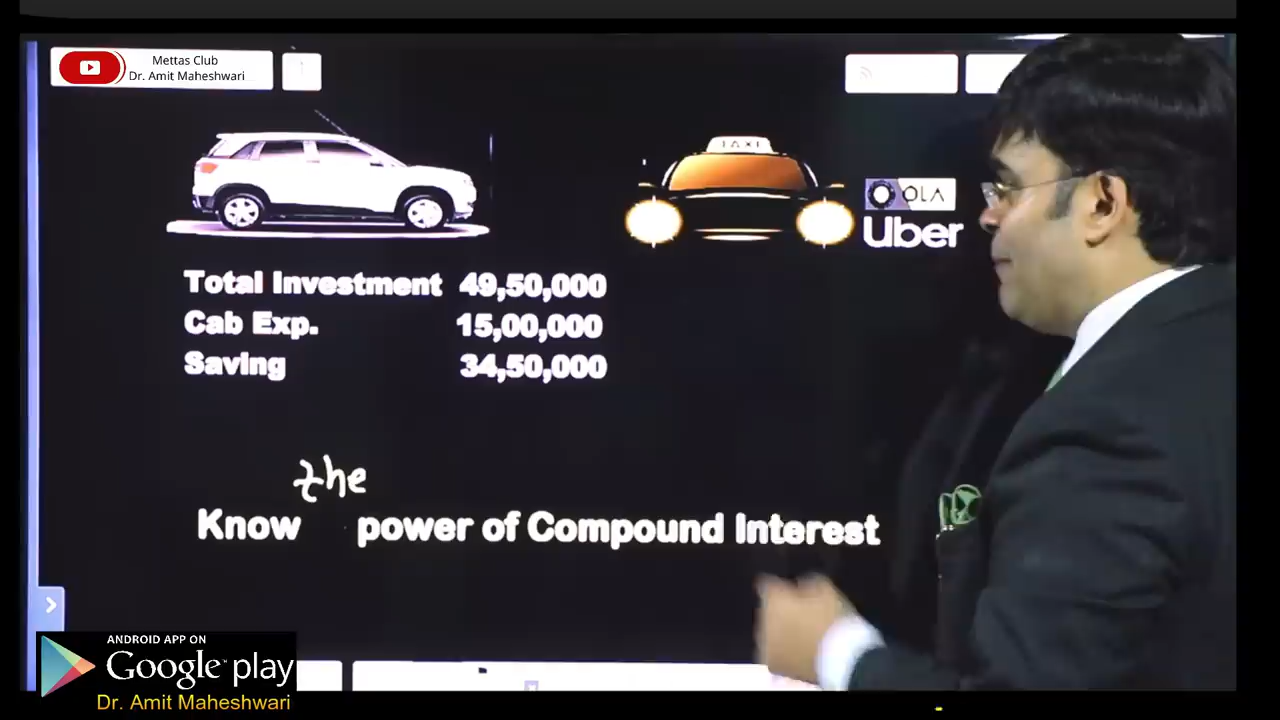 Mettas Club
Dr. Amit Maheshwari
TAXI
OLA
Uber
Total Investment 49,50,000
Cab Exp. 15,00,000
Saving 34,50,000
the
Know power of Compound Interest
ANDROID APP ON
Google play
Dr. Amit Maheshwari